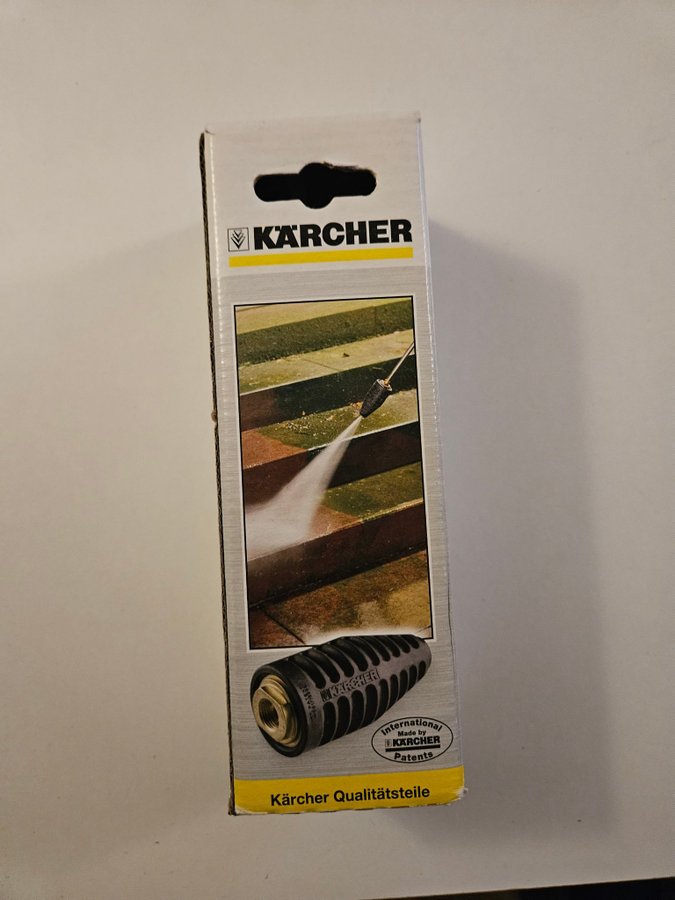 KÄRCHER
KÄRCHER
International
Made by
KÄRCHER
Patents
Kärcher Qualitätsteile